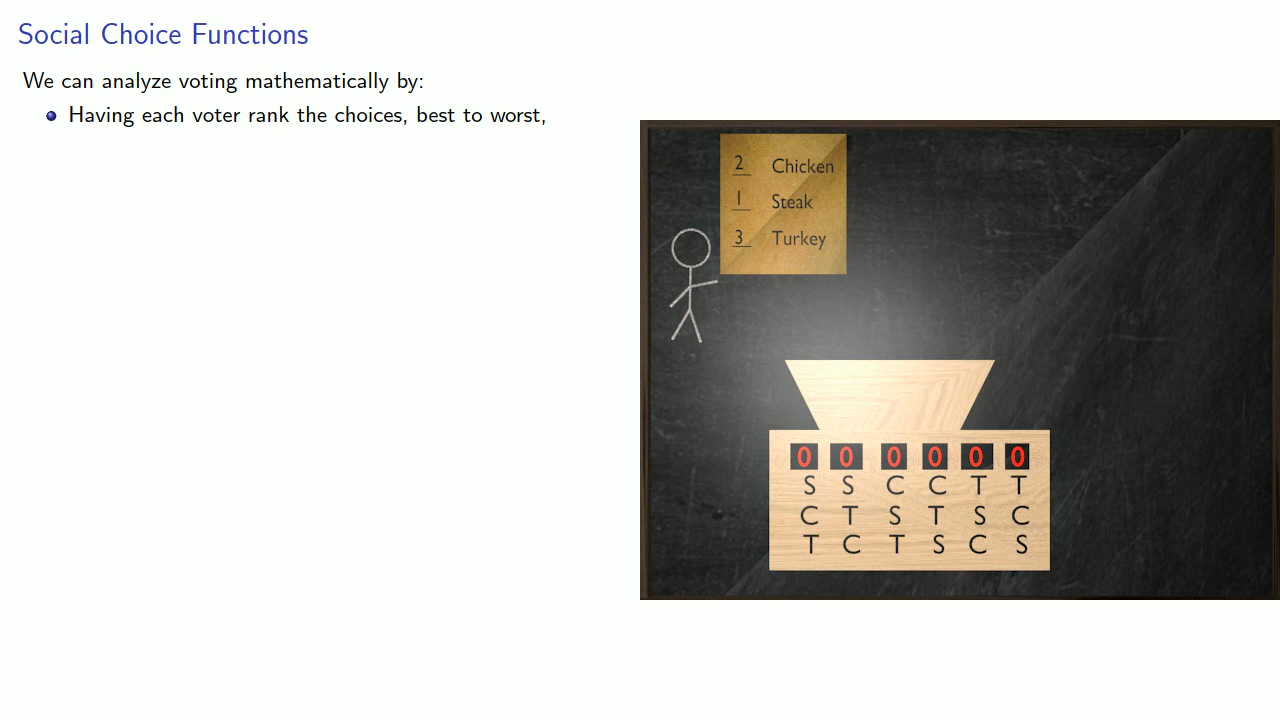 Social Choice Functions
We can analyze voting mathematically by:
Having each voter rank the choices, best to worst,
2 Chicken
1 Steak
3 Turkey
0 0 0 0 0 0
S S C C T T
C T S T S C
T C T S C S